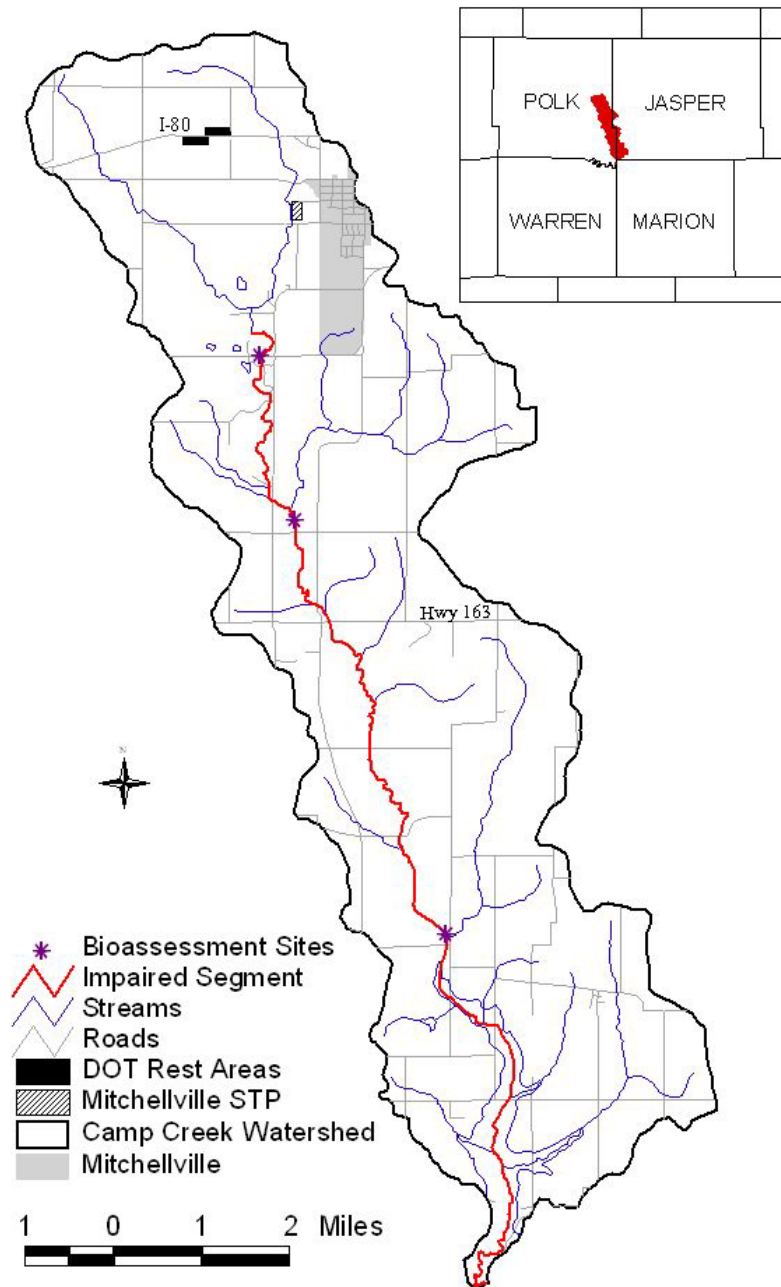 POLK JASPER
WARREN MARION
I-80
Hwy 163
N
Bioassessment Sites
Impaired Segment
Streams
Roads
DOT Rest Areas
Mitchellville STP
Camp Creek Watershed
Mitchellville
1 0 1 2 Miles